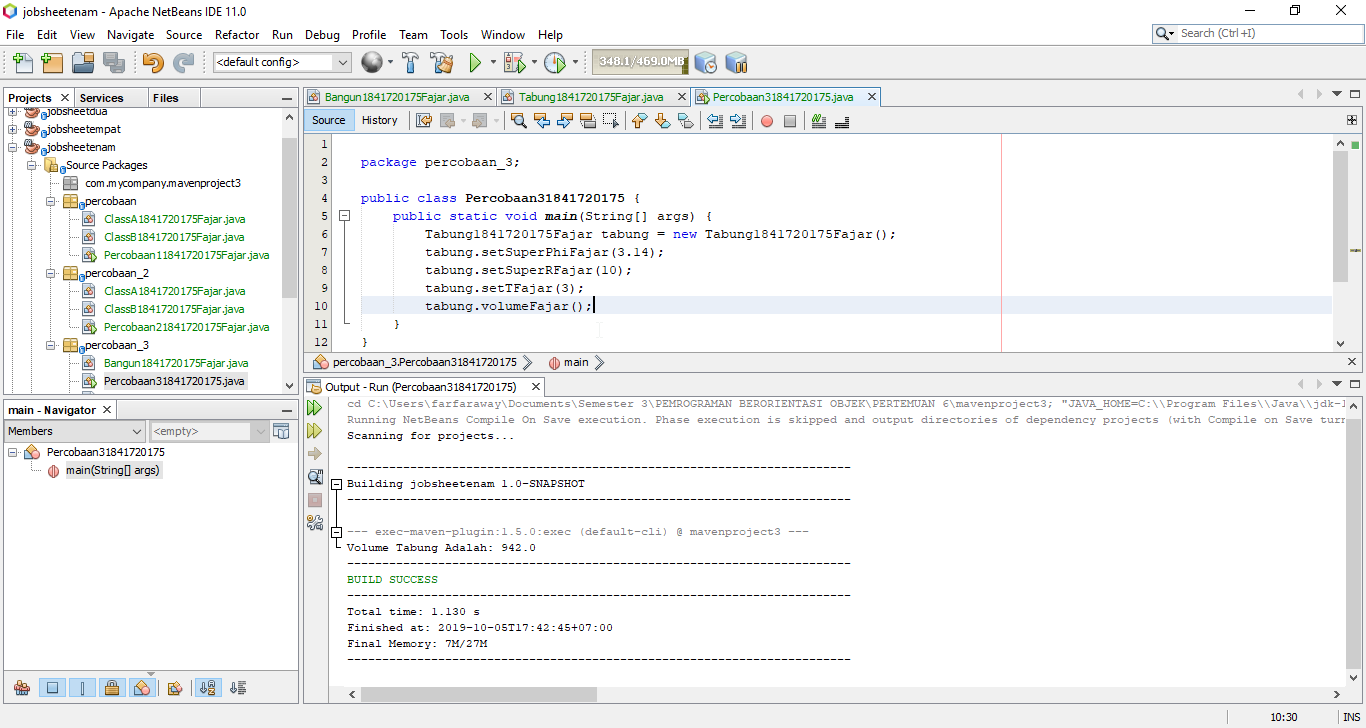 jobsheetenam - Apache NetBeans IDE 11.0
File Edit View Navigate Source Refactor Run Debug Profile Team Tools Window Help
Search (Ctrl+I)
<default config>
348.1/469.0MB
Projects Services Files
jobsheetdua
jobsheetempat
jobsheetenam
Source Packages
com.mycompany.mavenproject3
percobaan
ClassA1841720175Fajar.java
ClassB1841720175Fajar.java
Percobaan11841720175Fajar.java
percobaan_2
ClassA1841720175Fajar.java
ClassB1841720175Fajar.java
Percobaan21841720175Fajar.java
percobaan_3
Bangun1841720175Fajar.java
Percobaan31841720175.java
main - Navigator
Members
<empty>
Percobaan31841720175
main(String[] args)
Bangun1841720175Fajar.java Tabung1841720175Fajar.java Percobaan31841720175.java
Source History
1
2 package percobaan_3;
3
4 public class Percobaan31841720175 {
5 public static void main(String[] args) {
6 Tabung1841720175Fajar tabung = new Tabung1841720175Fajar();
7 tabung.setSuperPhiFajar(3.14);
8 tabung.setSuperRFajar(10);
9 tabung.setTFajar(3);
10 tabung.volumeFajar();
11 }
12 }
percobaan_3.Percobaan31841720175 main
Output - Run (Percobaan31841720175)
cd C:\Users\farfaraway\Documents\Semester 3\PEMROGRAMAN BERORIENTASI OBJEK\PERTEMUAN 6\mavenproject3; "JAVA_HOME=C:\\Program Files\\Java\\jdk-1
Running NetBeans Compile On Save execution. Phase execution is skipped and output directories of dependency projects (with Compile on Save turn
Scanning for projects...
------------------------------------------------------------------------
Building jobsheetenam 1.0-SNAPSHOT
------------------------------------------------------------------------
--- exec-maven-plugin:1.5.0:exec (default-cli) @ mavenproject3 ---
Volume Tabung Adalah: 942.0
------------------------------------------------------------------------
BUILD SUCCESS
------------------------------------------------------------------------
Total time: 1.130 s
Finished at: 2019-10-05T17:42:45+07:00
Final Memory: 7M/27M
------------------------------------------------------------------------
10:30 INS